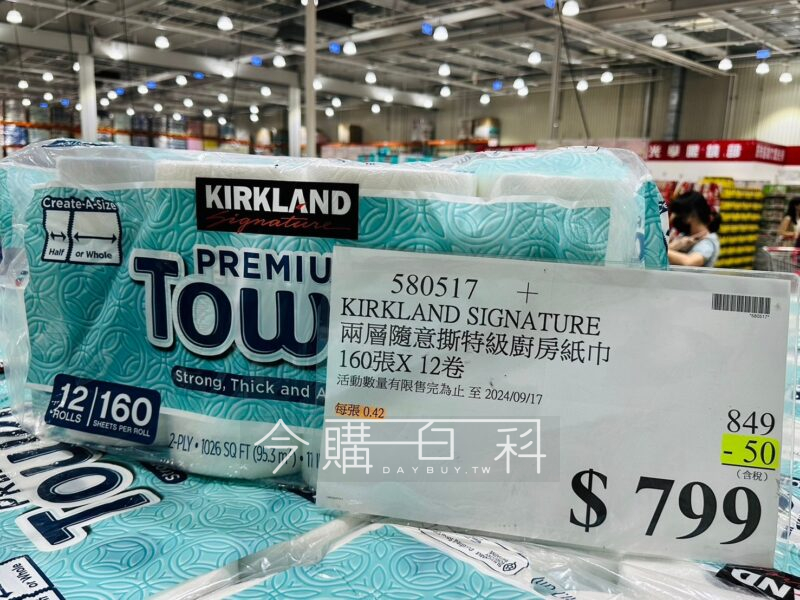 Create-A-Size
Half or Whole
KIRKLAND
Signature
PREMIU
Tow
Strong, Thick and A
12 ROLLS
160 SHEETS PER ROLL
2-PLY • 1026 SQ FT (95.3 m²) • 11
580517 +
KIRKLAND SIGNATURE
兩層隨意撕特級廚房紙巾
160張X 12卷
活動數量有限售完為止 至 2024/09/17
每張 0.42
*580517*
849
- 50
(含稅)
$ 799
今購百科
DAYBUY.TW
or Whole